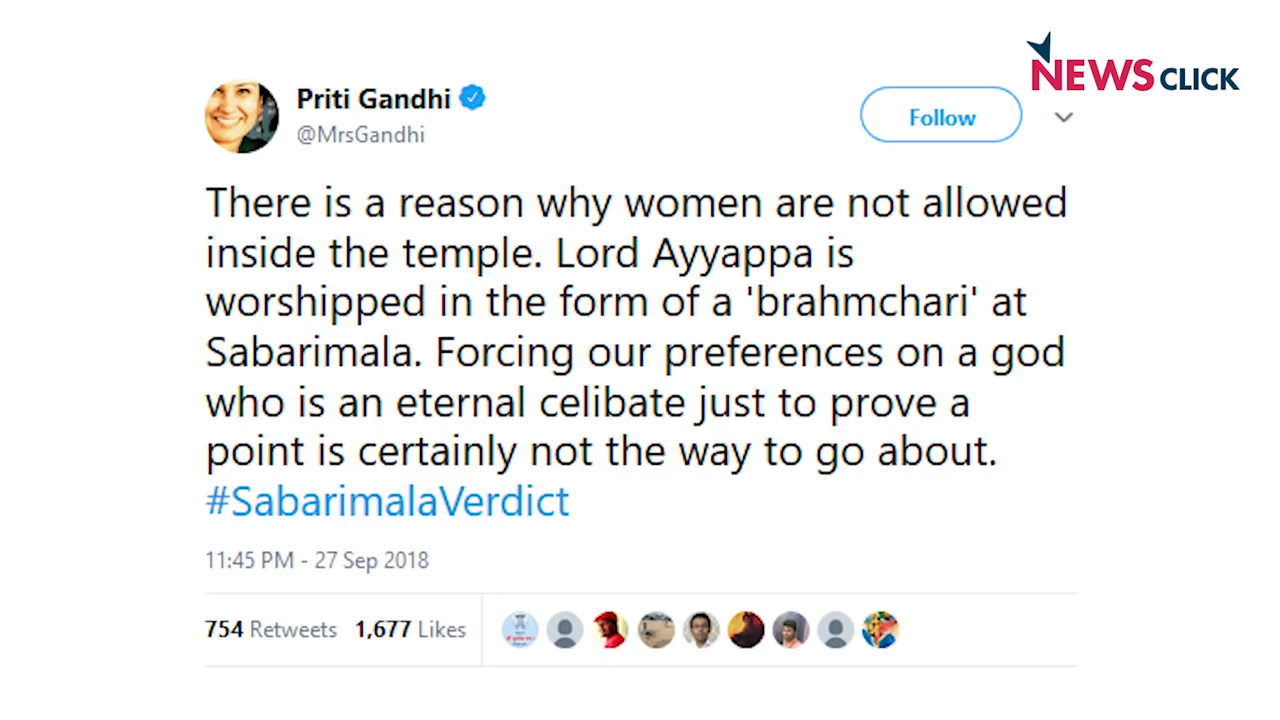 NEWSCLICK
Priti Gandhi
@MrsGandhi
Follow
There is a reason why women are not allowed
inside the temple. Lord Ayyappa is
worshipped in the form of a 'brahmchari' at
Sabarimala. Forcing our preferences on a god
who is an eternal celibate just to prove a
point is certainly not the way to go about.
#SabarimalaVerdict
11:45 PM - 27 Sep 2018
754 Retweets 1,677 Likes